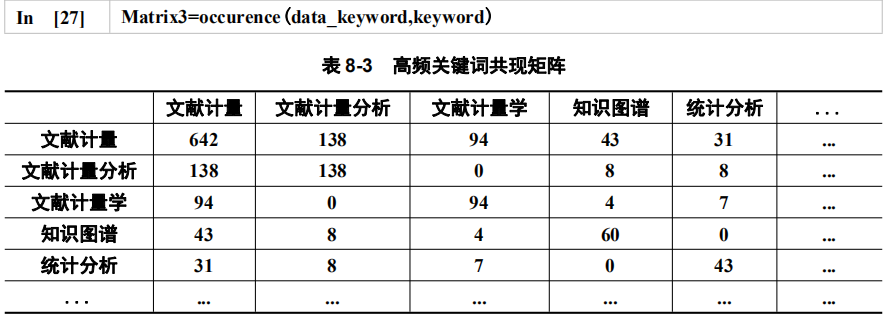 In [27] Matrix3=occurence(data_keyword,keyword)
表 8-3 高频关键词共现矩阵
文献计量 文献计量分析 文献计量学 知识图谱 统计分析 ...
文献计量 642 138 94 43 31 ...
文献计量分析 138 138 0 8 8 ...
文献计量学 94 0 94 4 7 ...
知识图谱 43 8 4 60 0 ...
统计分析 31 8 7 0 43 ...
... ... ... ... ... ... ...